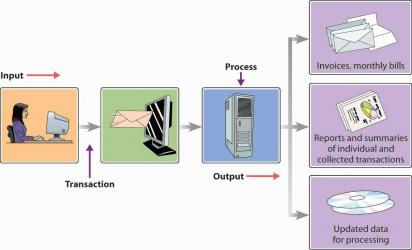 Input
Transaction
Process
Output
Invoices, monthly bills
Reports and summaries
of individual and
collected transactions
Updated data
for processing